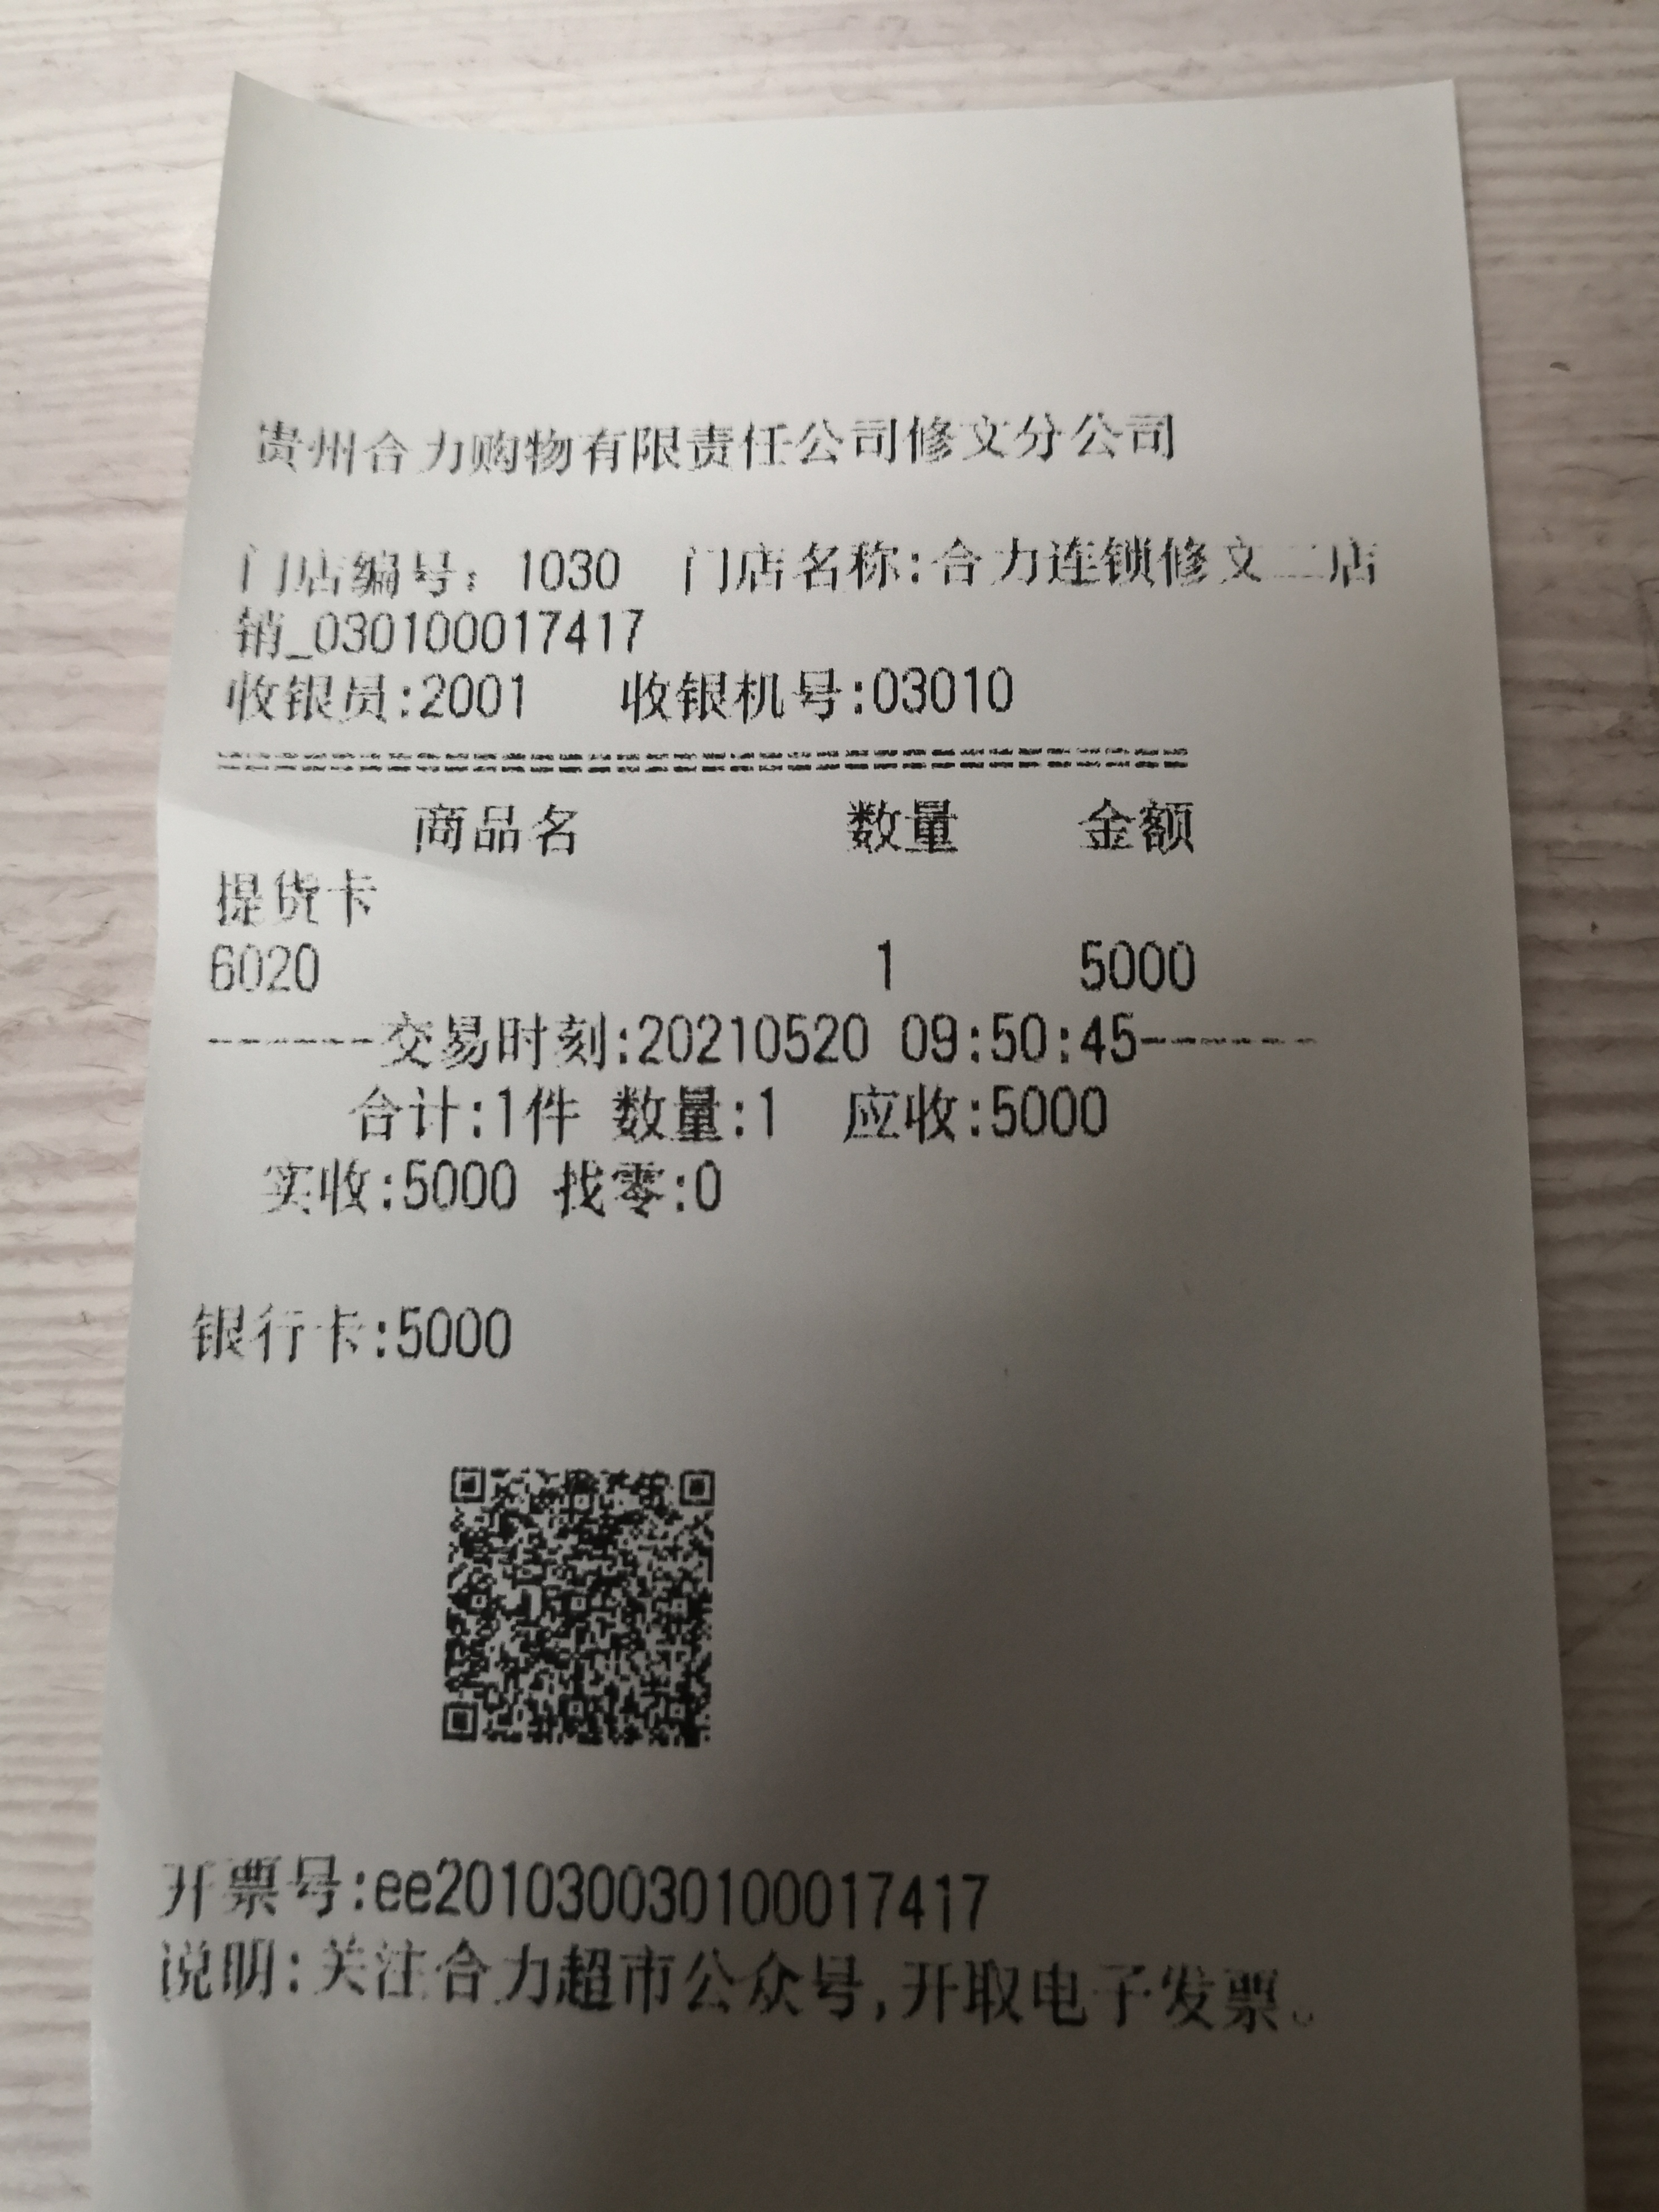 贵州合力购物有限责任公司修文分公司
门店编号: 1030 门店名称:合力连锁修文二店
销_030100017417
收银员:2001 收银机号:03010
==================================
商品名 数量 金额
提货卡
6020 1 5000
------交易时刻:20210520 09:50:45------
合计:1件 数量:1 应收:5000
实收:5000 找零:0
银行卡:5000
开票号:ee201030030100017417
说明:关注合力超市公众号,开取电子发票。